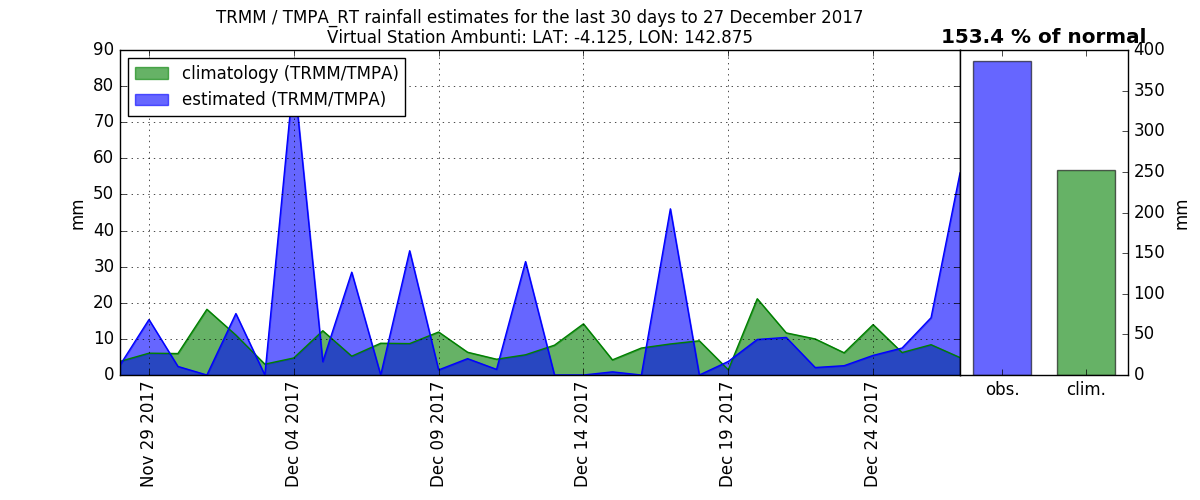 TRMM / TMPA_RT rainfall estimates for the last 30 days to 27 December 2017
Virtual Station Ambunti: LAT: -4.125, LON: 142.875
153.4 % of normal
climatology (TRMM/TMPA)
estimated (TRMM/TMPA)
90
80
70
60
50
40
30
20
10
0
mm
Nov 29 2017
Dec 04 2017
Dec 09 2017
Dec 14 2017
Dec 19 2017
Dec 24 2017
400
350
300
250
200
150
100
50
0
mm
obs.
clim.